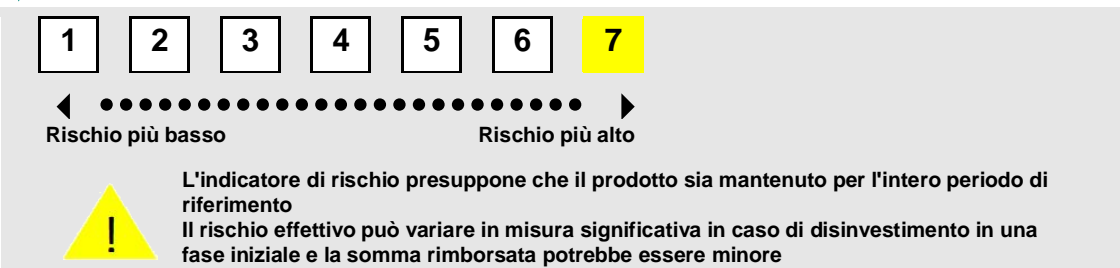 1 2 3 4 5 6 7
Rischio più basso Rischio più alto
!
L'indicatore di rischio presuppone che il prodotto sia mantenuto per l'intero periodo di
riferimento
Il rischio effettivo può variare in misura significativa in caso di disinvestimento in una
fase iniziale e la somma rimborsata potrebbe essere minore